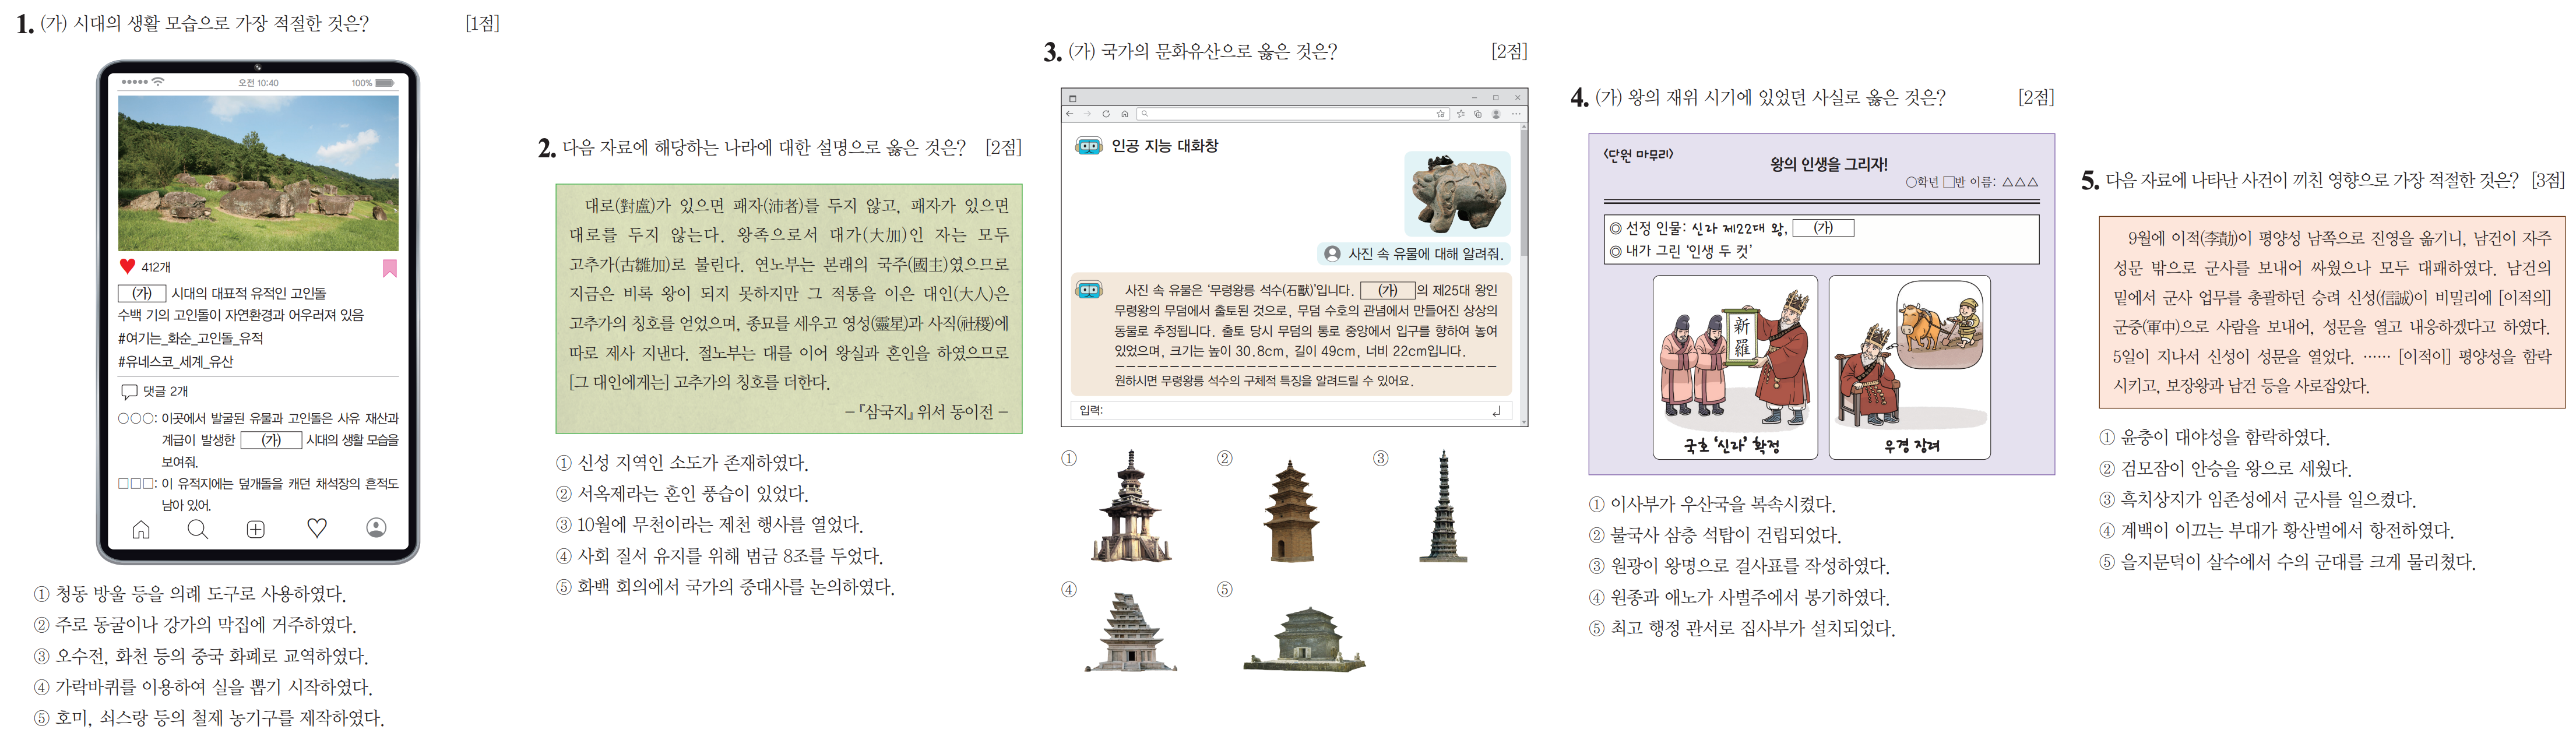 1. (가) 시대의 생활 모습으로 가장 적절한 것은? [1점]
오전 10:40 100%
412개
(가) 시대의 대표적 유적인 고인돌
수백 기의 고인돌이 자연환경과 어우러져 있음
#여기는_화순_고인돌_유적
#유네스코_세계_유산
댓글 2개
○○○: 이곳에서 발굴된 유물과 고인돌은 사유 재산과
계급이 발생한 (가) 시대의 생활 모습을
보여줘.
□□□: 이 유적지에는 덮개돌을 캐던 채석장의 흔적도
남아 있어.
① 청동 방울 등을 의례 도구로 사용하였다.
② 주로 동굴이나 강가의 막집에 거주하였다.
③ 오수전, 화천 등의 중국 화폐로 교역하였다.
④ 가락바퀴를 이용하여 실을 뽑기 시작하였다.
⑤ 호미, 쇠스랑 등의 철제 농기구를 제작하였다.
2. 다음 자료에 해당하는 나라에 대한 설명으로 옳은 것은? [2점]
대로(對盧)가 있으면 패자(沛者)를 두지 않고, 패자가 있으면
대로를 두지 않는다. 왕족으로서 대가(大加)인 자는 모두
고추가(古雛加)로 불린다. 연노부는 본래의 국주(國主)였으므로
지금은 비록 왕이 되지 못하지만 그 적통을 이은 대인(大人)은
고추가의 칭호를 얻었으며, 종묘를 세우고 영성(靈星)과 사직(社稷)에
따로 제사 지낸다. 절노부는 대를 이어 왕실과 혼인을 하였으므로
[그 대인에게는] 고추가의 칭호를 더한다.
-『삼국지』 위서 동이전 -
① 신성 지역인 소도가 존재하였다.
② 서옥제라는 혼인 풍습이 있었다.
③ 10월에 무천이라는 제천 행사를 열었다.
④ 사회 질서 유지를 위해 범금 8조를 두었다.
⑤ 화백 회의에서 국가의 중대사를 논의하였다.
3. (가) 국가의 문화유산으로 옳은 것은? [2점]
인공 지능 대화창
사진 속 유물에 대해 알려줘.
사진 속 유물은 '무령왕릉 석수(石獸)'입니다. (가) 의 제25대 왕인
무령왕의 무덤에서 출토된 것으로, 무덤 수호의 관념에서 만들어진 상상의
동물로 추정됩니다. 출토 당시 무덤의 통로 중앙에서 입구를 향하여 놓여
있었으며, 크기는 높이 30.8cm, 길이 49cm, 너비 22cm입니다.
원하시면 무령왕릉 석수의 구체적 특징을 알려드릴 수 있어요.
입력:
① ② ③
④ ⑤
4. (가) 왕의 재위 시기에 있었던 사실로 옳은 것은? [2점]
<단원 마무리>
왕의 인생을 그리자!
○학년 □반 이름: △△△
◎ 선정 인물: 신라 제22대 왕, (가)
◎ 내가 그린 '인생 두 컷'
新羅
국호 '신라' 확정 우경 장려
① 이사부가 우산국을 복속시켰다.
② 불국사 삼층 석탑이 건립되었다.
③ 원광이 왕명으로 걸사표를 작성하였다.
④ 원종과 애노가 사벌주에서 봉기하였다.
⑤ 최고 행정 관서로 집사부가 설치되었다.
5. 다음 자료에 나타난 사건이 끼친 영향으로 가장 적절한 것은? [3점]
9월에 이적(李勣)이 평양성 남쪽으로 진영을 옮기니, 남건이 자주
성문 밖으로 군사를 보내어 싸웠으나 모두 대패하였다. 남건의
밑에서 군사 업무를 총괄하던 승려 신성(信誠)이 비밀리에 [이적의]
군중(軍中)으로 사람을 보내어, 성문을 열고 내응하겠다고 하였다.
5일이 지나서 신성이 성문을 열었다. …… [이적이] 평양성을 함락
시키고, 보장왕과 남건 등을 사로잡았다.
① 윤충이 대야성을 함락하였다.
② 검모잠이 안승을 왕으로 세웠다.
③ 흑치상지가 임존성에서 군사를 일으켰다.
④ 계백이 이끄는 부대가 황산벌에서 항전하였다.
⑤ 을지문덕이 살수에서 수의 군대를 크게 물리쳤다.